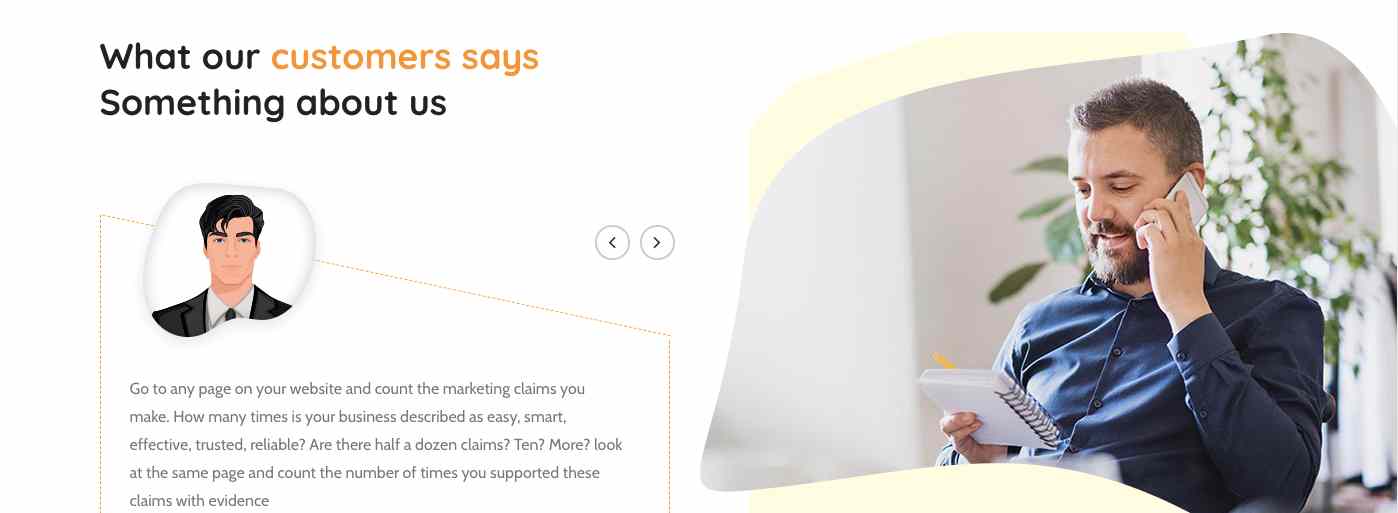 What our customers says
Something about us
Go to any page on your website and count the marketing claims you
make. How many times is your business described as easy, smart,
effective, trusted, reliable? Are there half a dozen claims? Ten? More? look
at the same page and count the number of times you supported these
claims with evidence